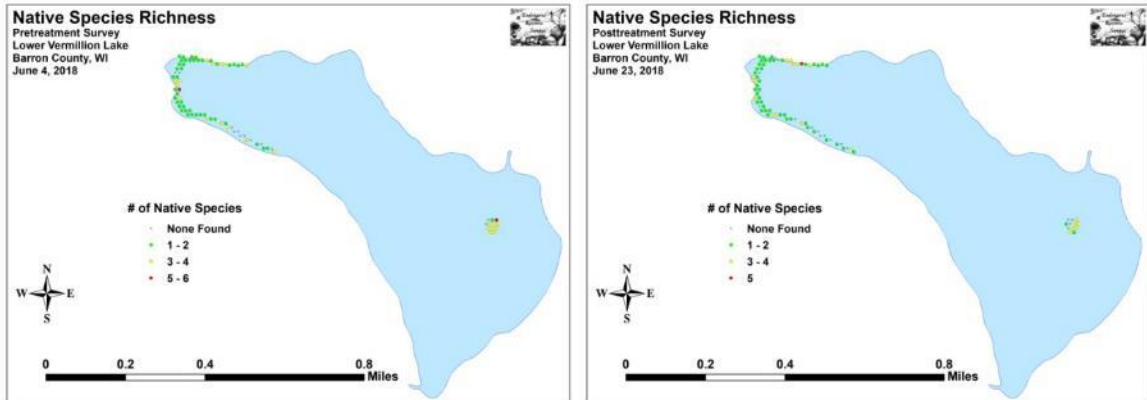 Native Species Richness
Pretreatment Survey
Lower Vermillion Lake
Barron County, WI
June 4, 2018
# of Native Species
None Found
1 - 2
3 - 4
5 - 6
N
W E
S
0 0.2 0.4 0.8
Miles
Native Species Richness
Posttreatment Survey
Lower Vermillion Lake
Barron County, WI
June 23, 2018
# of Native Species
None Found
1 - 2
3 - 4
5
N
W E
S
0 0.2 0.4 0.8
Miles